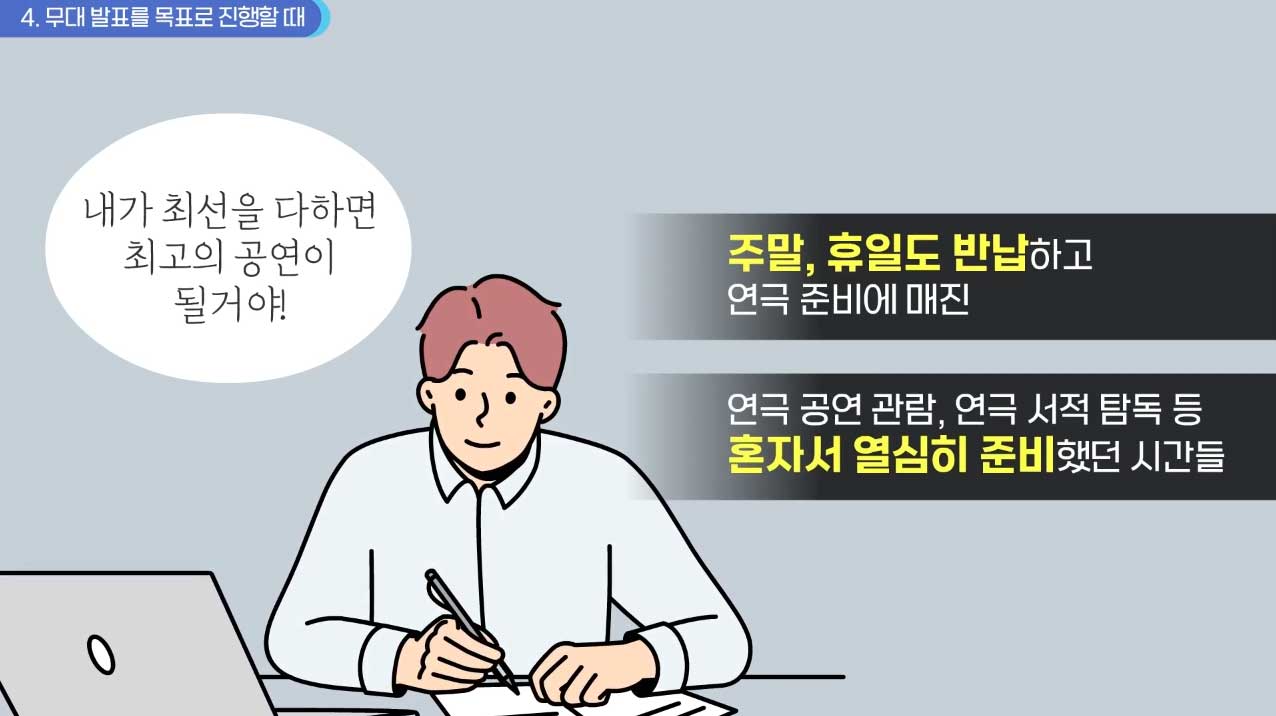 4. 무대 발표를 목표로 진행할 때
내가 최선을 다하면
최고의 공연이
될거야!
주말, 휴일도 반납하고
연극 준비에 매진
연극 공연 관람, 연극 서적 탐독 등
혼자서 열심히 준비했던 시간들